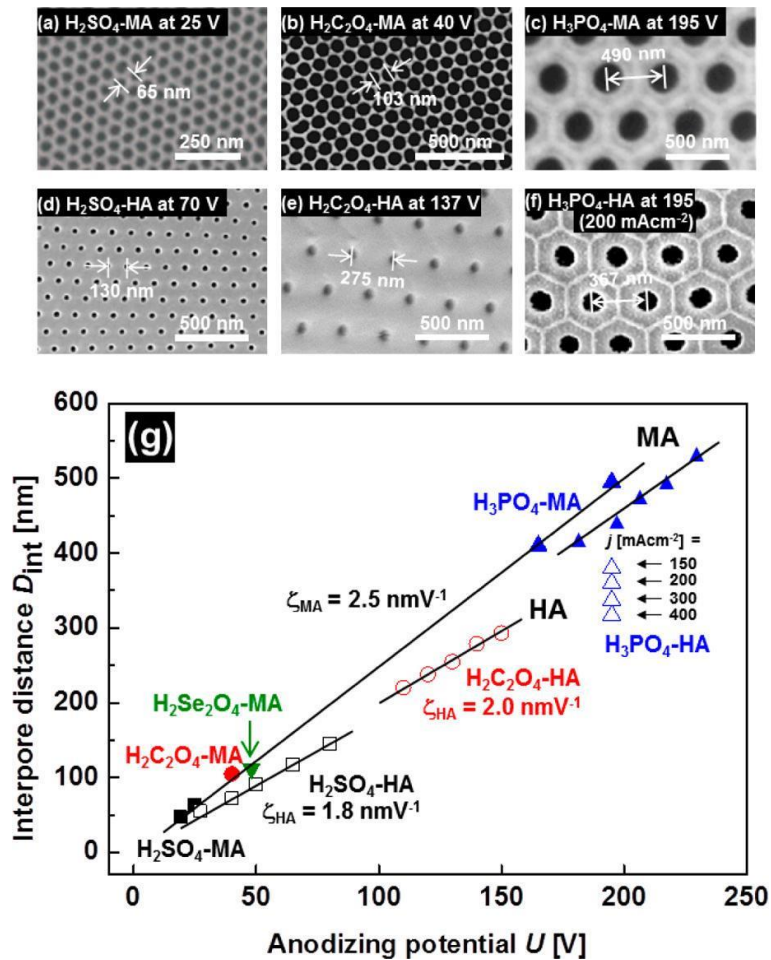 (a) H₂SO₄-MA at 25 V
65 nm
250 nm
(b) H₂C₂O₄-MA at 40 V
103 nm
500 nm
(c) H₃PO₄-MA at 195 V
490 nm
500 nm
(d) H₂SO₄-HA at 70 V
130 nm
500 nm
(e) H₂C₂O₄-HA at 137 V
275 nm
500 nm
(f) H₃PO₄-HA at 195
(200 mAcm⁻²)
367 nm
500 nm
(g)
Interpore distance D_int [nm]
600
500
400
300
200
100
0
MA
H₃PO₄-MA
j [mAcm⁻²] =
150
200
300
400
H₃PO₄-HA
ζ_MA = 2.5 nmV⁻¹
HA
H₂C₂O₄-HA
ζ_HA = 2.0 nmV⁻¹
H₂Se₂O₄-MA
H₂C₂O₄-MA
H₂SO₄-HA
ζ_HA = 1.8 nmV⁻¹
H₂SO₄-MA
0 50 100 150 200 250
Anodizing potential U [V]